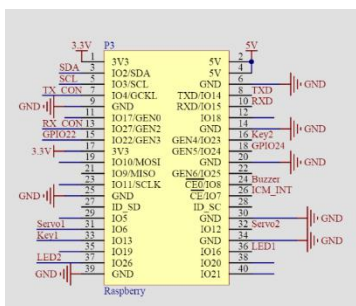 3.3V P3 5V
1 3V3 5V 2
SDA 3 IO2/SDA 5V 4
SCL 5 IO3/SCL GND 6 GND
TX_CON 7 IO4/GCKL TXD/IO14 8 TXD
GND 9 GND RXD/IO15 10 RXD
11 IO17/GEN0 IO18 12
RX_CON 13 IO27/GEN2 GND 14 GND
GPIO22 15 IO22/GEN3 GEN4/IO23 16 Key2
3.3V 17 3V3 GEN5/IO24 18 GPIO24
19 IO10/MOSI GND 20 GND
21 IO9/MISO GEN6/IO25 22
23 IO11/SCLK CE0/IO8 24 Buzzer
GND 25 GND CE/IO7 26 ICM_INT
27 ID_SD ID_SC 28
29 IO5 GND 30 GND
Servo1 31 IO6 IO12 32 Servo2
Key1 33 IO13 GND 34 GND
35 IO19 IO16 36 LED1
LED2 37 IO26 IO20 38
GND 39 GND IO21 40
Raspberry